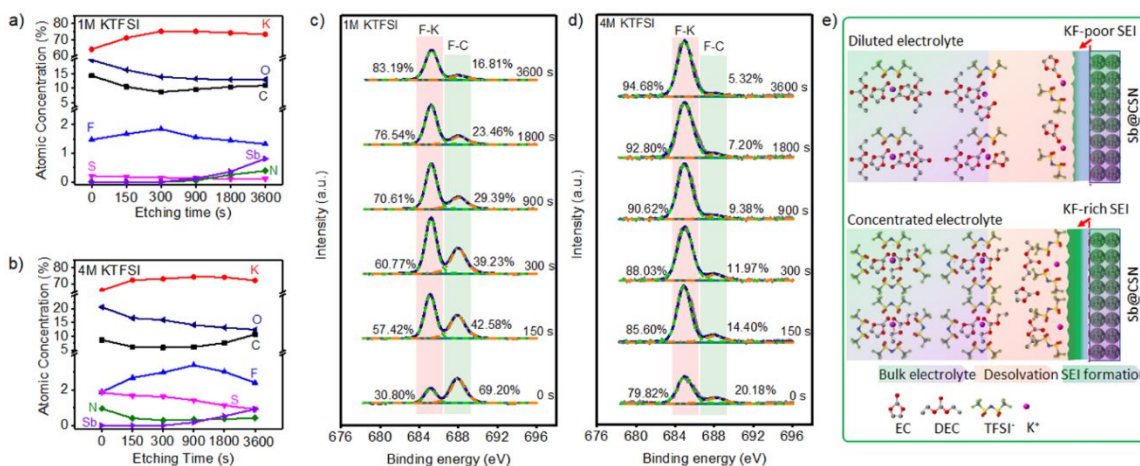 a)
1M KTFSI
Atomic Concentration (%)
80
70
60
15
10
5
2
1
0
K
O
C
F
Sb
S
N
0 150 300 900 1800 3600
Etching time (s)
b)
4M KTFSI
Atomic Concentration (%)
70
20
15
10
5
2
0
K
O
C
F
S
N
Sb
0 150 300 900 1800 3600
Etching Time (s)
c)
1M KTFSI
F-K
F-C
83.19% 16.81% 3600 s
76.54% 23.46% 1800 s
70.61% 29.39% 900 s
60.77% 39.23% 300 s
57.42% 42.58% 150 s
30.80% 69.20% 0 s
Intensity (a.u.)
676 680 684 688 692 696
Binding energy (eV)
d)
4M KTFSI
F-K
F-C
94.68% 5.32% 3600 s
92.80% 7.20% 1800 s
90.62% 9.38% 900 s
88.03% 11.97% 300 s
85.60% 14.40% 150 s
79.82% 20.18% 0 s
Intensity (a.u.)
676 680 684 688 692 696
Binding energy (eV)
e)
KF-poor SEI
Diluted electrolyte
Sb@CSN
KF-rich SEI
Concentrated electrolyte
Sb@CSN
Bulk electrolyte Desolvation SEI formation
EC DEC TFSI⁻ K⁺